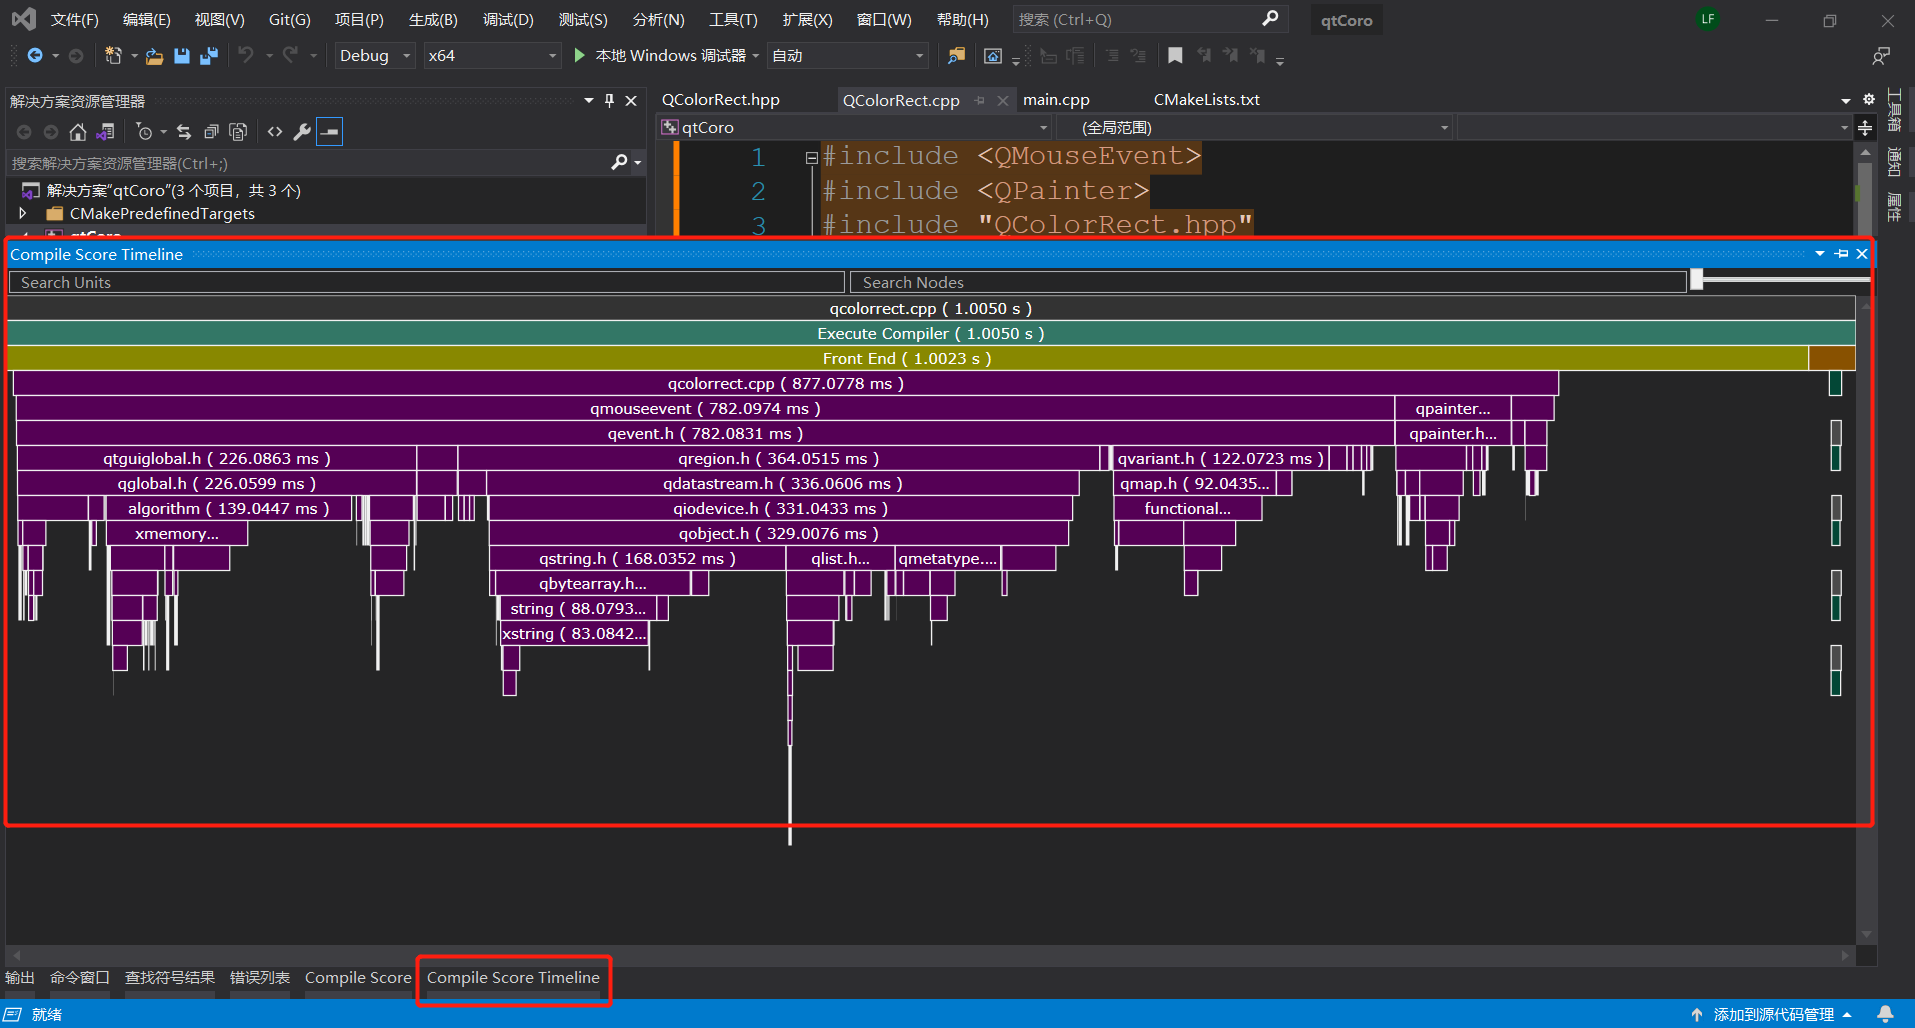 文件(F) 编辑(E) 视图(V) Git(G) 项目(P) 生成(B) 调试(D) 测试(S) 分析(N) 工具(T) 扩展(X) 窗口(W) 帮助(H) 搜索 (Ctrl+Q) qtCoro LF
Debug x64 本地 Windows 调试器 自动
解决方案资源管理器
搜索解决方案资源管理器(Ctrl+;)
解决方案"qtCoro"(3 个项目，共 3 个)
CMakePredefinedTargets
qtCoro
QColorRect.hpp QColorRect.cpp main.cpp CMakeLists.txt
qtCoro (全局范围)
1 #include <QMouseEvent>
2 #include <QPainter>
3 #include "QColorRect.hpp"
工具箱
通知
属性
Compile Score Timeline
Search Units Search Nodes
qcolorrect.cpp ( 1.0050 s )
Execute Compiler ( 1.0050 s )
Front End ( 1.0023 s )
qcolorrect.cpp ( 877.0778 ms )
qmouseevent ( 782.0974 ms ) qpainter...
qevent.h ( 782.0831 ms ) qpainter.h...
qtguiglobal.h ( 226.0863 ms ) qregion.h ( 364.0515 ms ) qvariant.h ( 122.0723 ms )
qglobal.h ( 226.0599 ms ) qdatastream.h ( 336.0606 ms ) qmap.h ( 92.0435...
algorithm ( 139.0447 ms ) qiodevice.h ( 331.0433 ms ) functional...
xmemory... qobject.h ( 329.0076 ms )
qstring.h ( 168.0352 ms ) qlist.h... qmetatype....
qbytearray.h...
string ( 88.0793...
xstring ( 83.0842...
输出 命令窗口 查找符号结果 错误列表 Compile Score Compile Score Timeline
就绪 添加到源代码管理